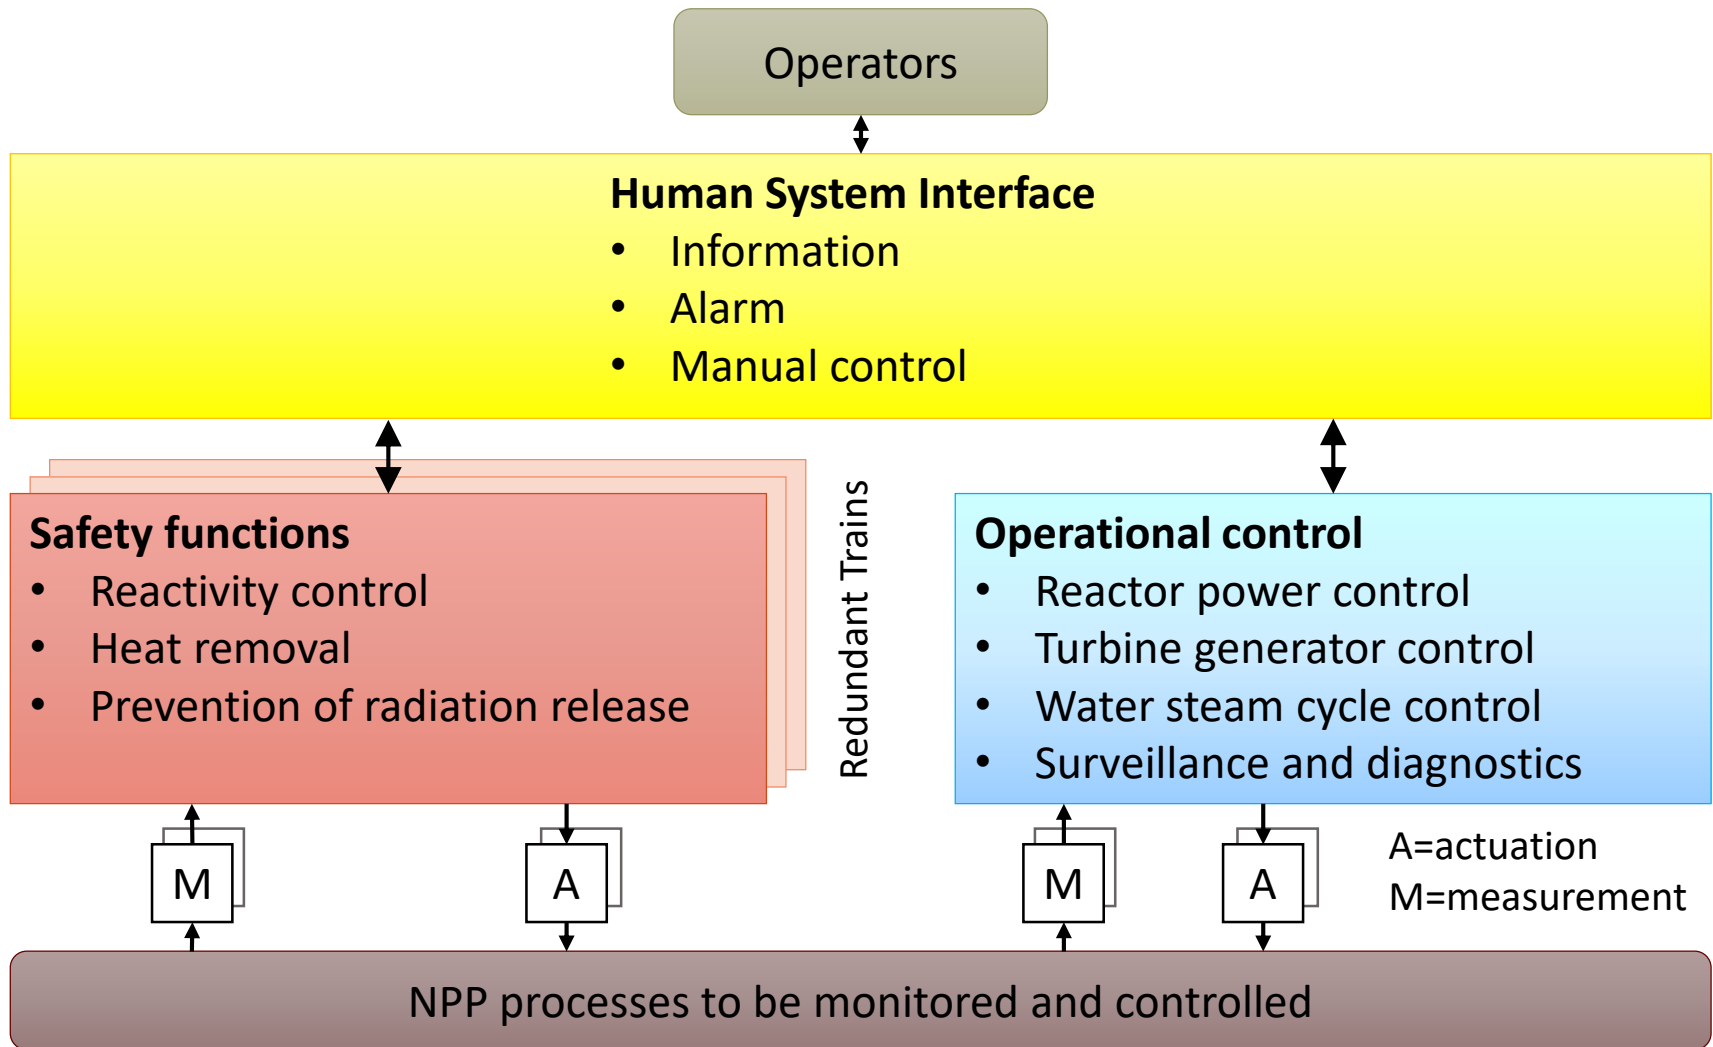 Operators
Human System Interface
• Information
• Alarm
• Manual control
Safety functions
• Reactivity control
• Heat removal
• Prevention of radiation release
Redundant Trains
Operational control
• Reactor power control
• Turbine generator control
• Water steam cycle control
• Surveillance and diagnostics
M
A
M
A
A=actuation
M=measurement
NPP processes to be monitored and controlled